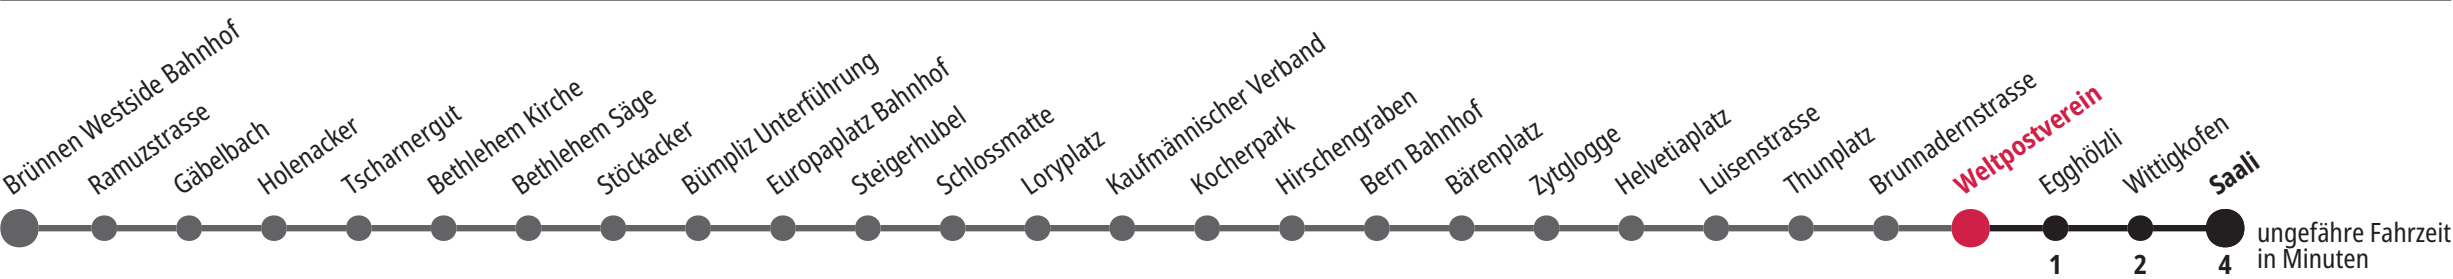 Brünnen Westside Bahnhof
Ramuzstrasse
Gäbelbach
Holenacker
Tscharnergut
Bethlehem Kirche
Bethlehem Säge
Stöckacker
Bümpliz Unterführung
Europaplatz Bahnhof
Steigerhubel
Schlossmatte
Loryplatz
Kaufmännischer Verband
Kocherpark
Hirschengraben
Bern Bahnhof
Bärenplatz
Zytglogge
Helvetiaplatz
Luisenstrasse
Thunplatz
Brunnadernstrasse
Weltpostverein
Egghölzli
Wittigkofen
Saali
1 2 4
ungefähre Fahrzeit
in Minuten